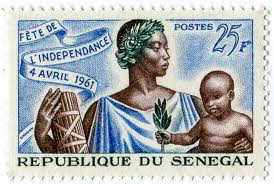 FÊTE DE
L'INDEPENDANCE
4 AVRIL 1961
POSTES
25F
REPUBLIQUE DU SENEGAL